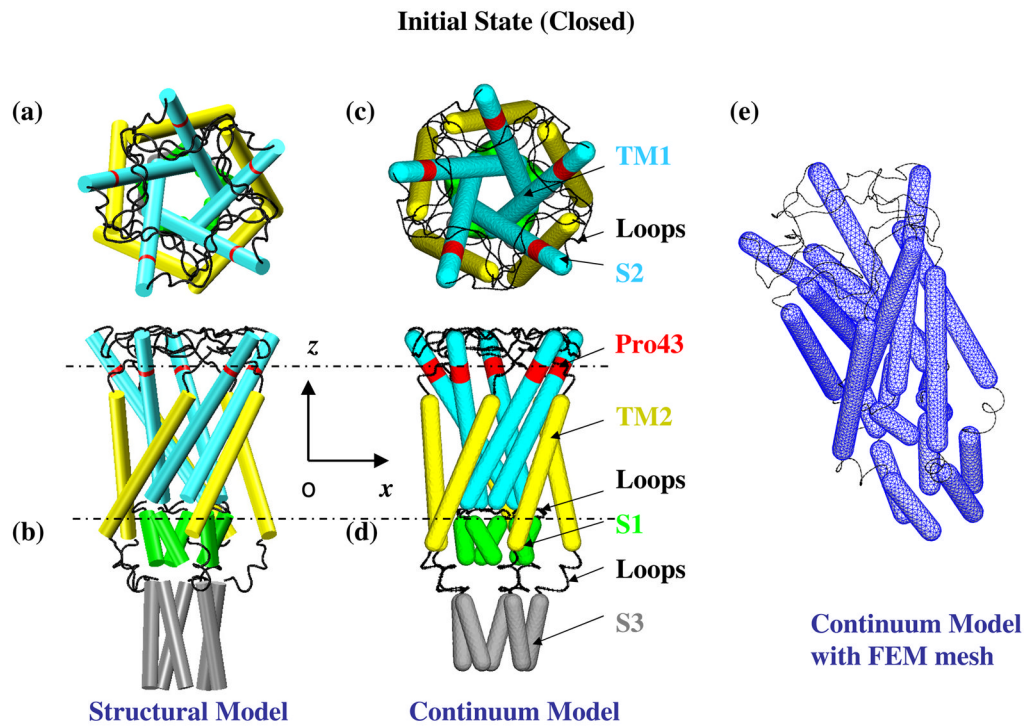 Initial State (Closed)
(a)
(c)
(e)
TM1
Loops
S2
z
Pro43
TM2
O
x
Loops
(b)
(d)
S1
Loops
S3
Structural Model
Continuum Model
Continuum Model
with FEM mesh